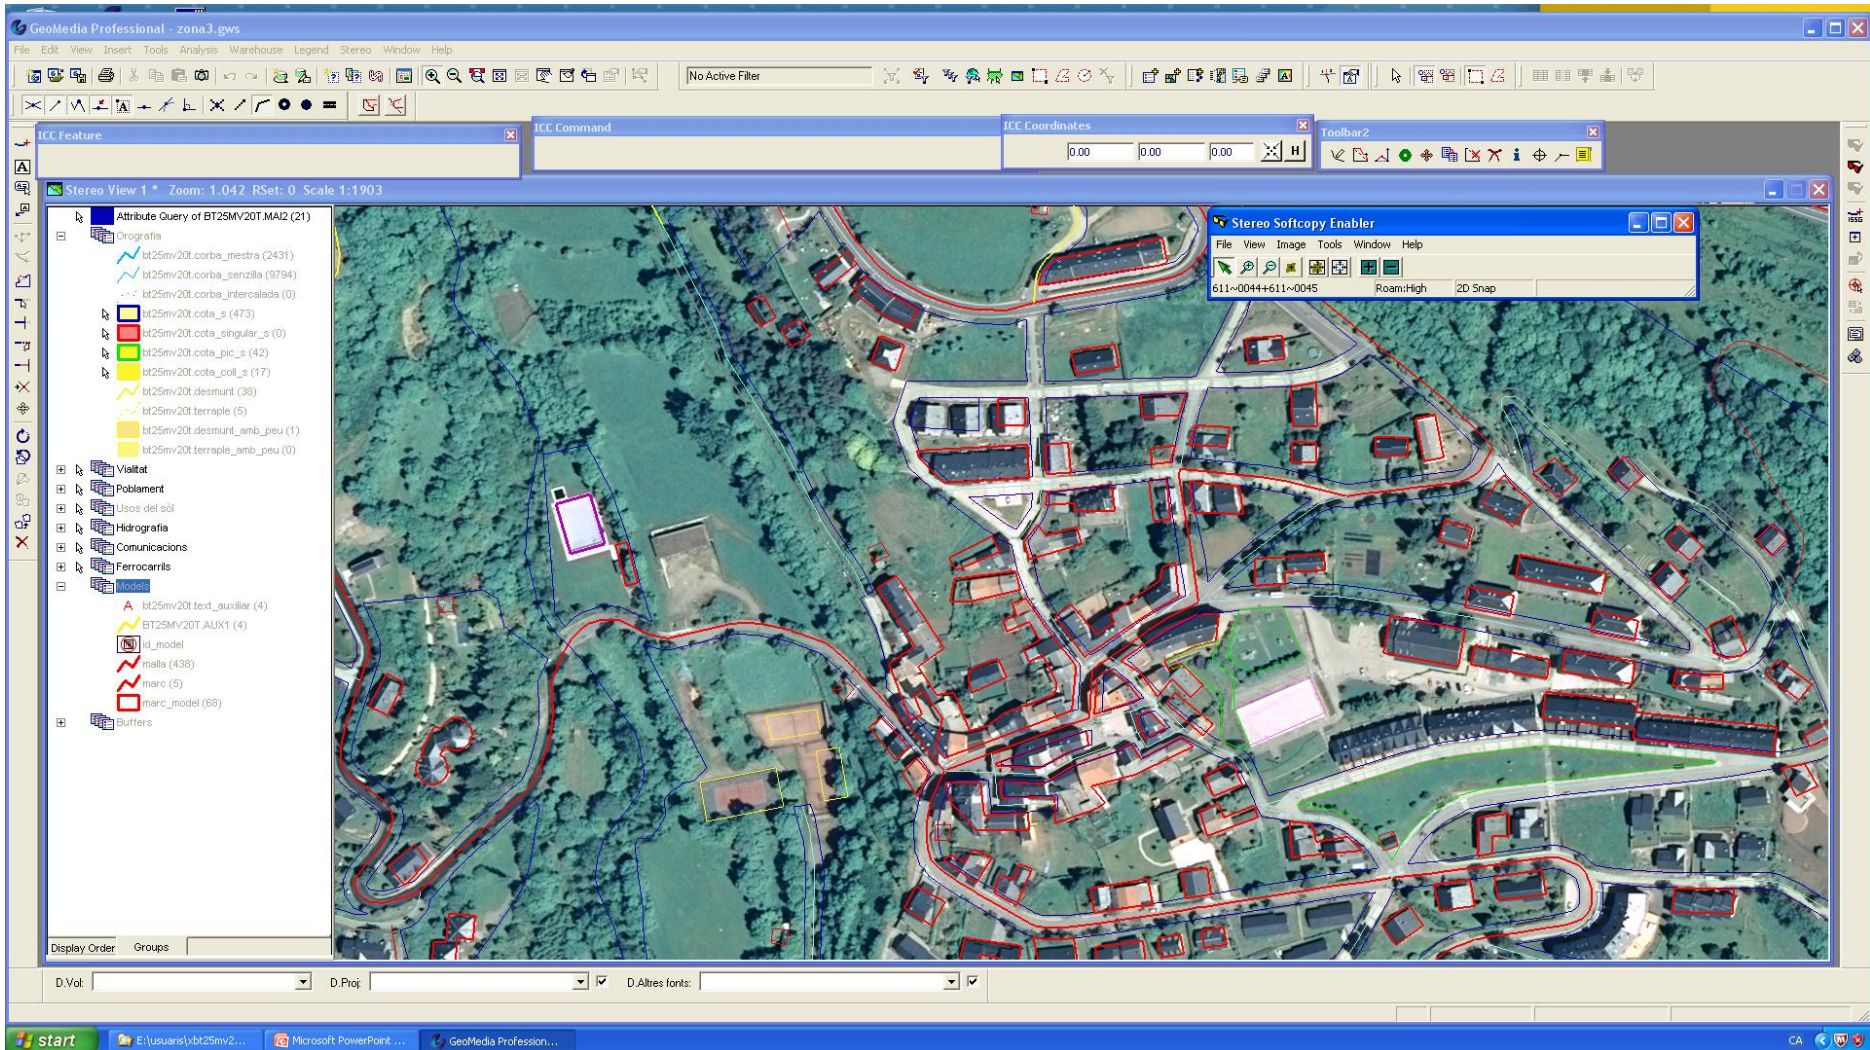 GeoMedia Professional - zona3.gws
File Edit View Insert Tools Analysis Warehouse Legend Stereo Window Help
No Active Filter
ICC Feature
ICC Command
ICC Coordinates
0.00 0.00 0.00 H
Toolbar2
Stereo View 1 * Zoom: 1.042 RSet: 0 Scale 1:1903
Attribute Query of BT25MV20T.MAI2 (21)
Orografia
bt25mv20t.corba_mestra (2431)
bt25mv20t.corba_senzilla (9794)
bt25mv20t.corba_intercalada (0)
bt25mv20t.cota_s (473)
bt25mv20t.cota_singular_s (0)
bt25mv20t.cota_pic_s (42)
bt25mv20t.cota_coll_s (17)
bt25mv20t.desmunt (38)
bt25mv20t.terraple (5)
bt25mv20t.desmunt_amb_peu (1)
bt25mv20t.terraple_amb_peu (0)
Vialitat
Poblament
Usos del sòl
Hidrografia
Comunicacions
Ferrocarrils
Models
A bt25mv20t.text_auxiliar (4)
BT25MV20T.AUX1 (4)
id_model
malla (438)
marc (5)
marc_model (68)
Buffers
Display Order Groups
Stereo Softcopy Enabler
File View Image Tools Window Help
611~0044+611~0045 Roam:High 2D Snap
D.Vol: D.Proj: D.Altres fonts:
start E:\usuaris\xbt25mv2... Microsoft PowerPoint ... GeoMedia Profession... CA